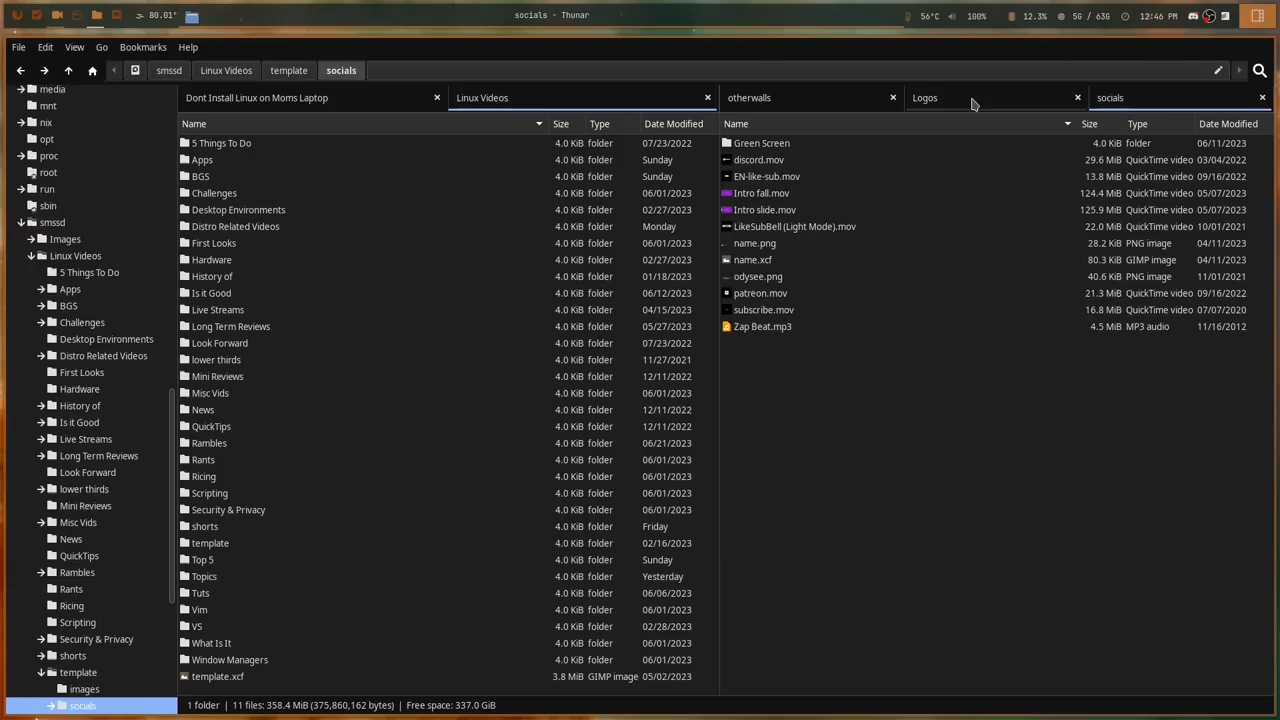 80.01° socials - Thunar 56°C 100% 12.3% 5G / 63G 12:46 PM
File Edit View Go Bookmarks Help
smssd Linux Videos template socials
Dont Install Linux on Moms Laptop Linux Videos otherwalls Logos socials
media
mnt
nix
opt
proc
root
run
sbin
smssd
Images
Linux Videos
5 Things To Do
Apps
BGS
Challenges
Desktop Environments
Distro Related Videos
First Looks
Hardware
History of
Is it Good
Live Streams
Long Term Reviews
Look Forward
lower thirds
Mini Reviews
Misc Vids
News
QuickTips
Rambles
Rants
Ricing
Scripting
Security & Privacy
shorts
template
images
socials
Name Size Type Date Modified
5 Things To Do 4.0 KiB folder 07/23/2022
Apps 4.0 KiB folder Sunday
BGS 4.0 KiB folder Sunday
Challenges 4.0 KiB folder 06/01/2023
Desktop Environments 4.0 KiB folder 02/27/2023
Distro Related Videos 4.0 KiB folder Monday
First Looks 4.0 KiB folder 06/01/2023
Hardware 4.0 KiB folder 02/27/2023
History of 4.0 KiB folder 01/18/2023
Is it Good 4.0 KiB folder 06/12/2023
Live Streams 4.0 KiB folder 04/15/2023
Long Term Reviews 4.0 KiB folder 05/27/2023
Look Forward 4.0 KiB folder 07/23/2022
lower thirds 4.0 KiB folder 11/27/2021
Mini Reviews 4.0 KiB folder 12/11/2022
Misc Vids 4.0 KiB folder 06/01/2023
News 4.0 KiB folder 12/11/2022
QuickTips 4.0 KiB folder 12/11/2022
Rambles 4.0 KiB folder 06/21/2023
Rants 4.0 KiB folder 06/01/2023
Ricing 4.0 KiB folder 06/01/2023
Scripting 4.0 KiB folder 06/01/2023
Security & Privacy 4.0 KiB folder 06/01/2023
shorts 4.0 KiB folder Friday
template 4.0 KiB folder 02/16/2023
Top 5 4.0 KiB folder Sunday
Topics 4.0 KiB folder Yesterday
Tuts 4.0 KiB folder 06/06/2023
Vim 4.0 KiB folder 06/01/2023
VS 4.0 KiB folder 02/28/2023
What Is It 4.0 KiB folder 06/01/2023
Window Managers 4.0 KiB folder 06/01/2023
template.xcf 3.8 MiB GIMP image 05/02/2023
Name Size Type Date Modified
Green Screen 4.0 KiB folder 06/11/2023
discord.mov 29.6 MiB QuickTime video 03/04/2022
EN-like-sub.mov 13.8 MiB QuickTime video 09/16/2022
Intro fall.mov 124.4 MiB QuickTime video 05/07/2023
Intro slide.mov 125.9 MiB QuickTime video 05/07/2023
LikeSubBell (Light Mode).mov 22.0 MiB QuickTime video 10/01/2021
name.png 28.2 KiB PNG image 04/11/2023
name.xcf 80.3 KiB GIMP image 04/11/2023
odysee.png 40.6 KiB PNG image 11/01/2021
patreon.mov 21.3 MiB QuickTime video 09/16/2022
subscribe.mov 16.8 MiB QuickTime video 07/07/2020
Zap Beat.mp3 4.5 MiB MP3 audio 11/16/2012
1 folder | 11 files: 358.4 MiB (375,860,162 bytes) | Free space: 337.0 GiB